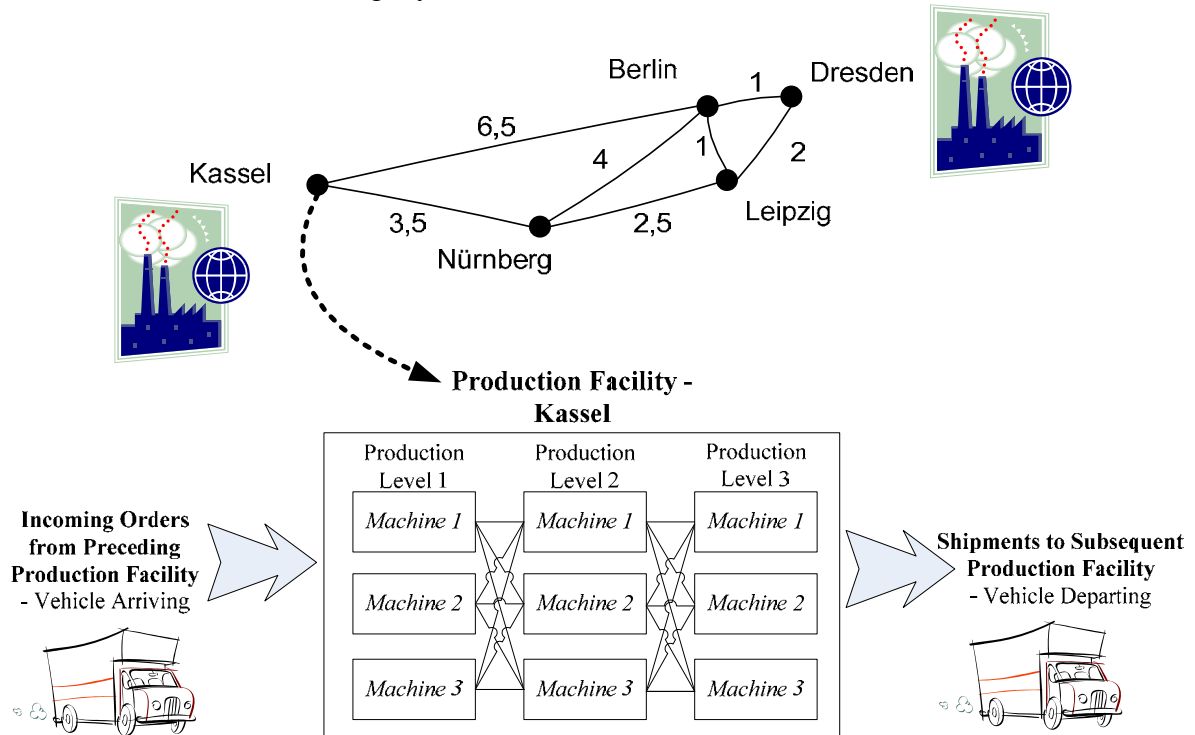 Berlin
Dresden
1
6,5
4
1
2
Kassel
Leipzig
3,5
2,5
Nürnberg
Production Facility -
Kassel
Production
Level 1
Production
Level 2
Production
Level 3
Incoming Orders
from Preceding
Production Facility
- Vehicle Arriving
Machine 1
Machine 1
Machine 1
Machine 2
Machine 2
Machine 2
Machine 3
Machine 3
Machine 3
Shipments to Subsequent
Production Facility
- Vehicle Departing